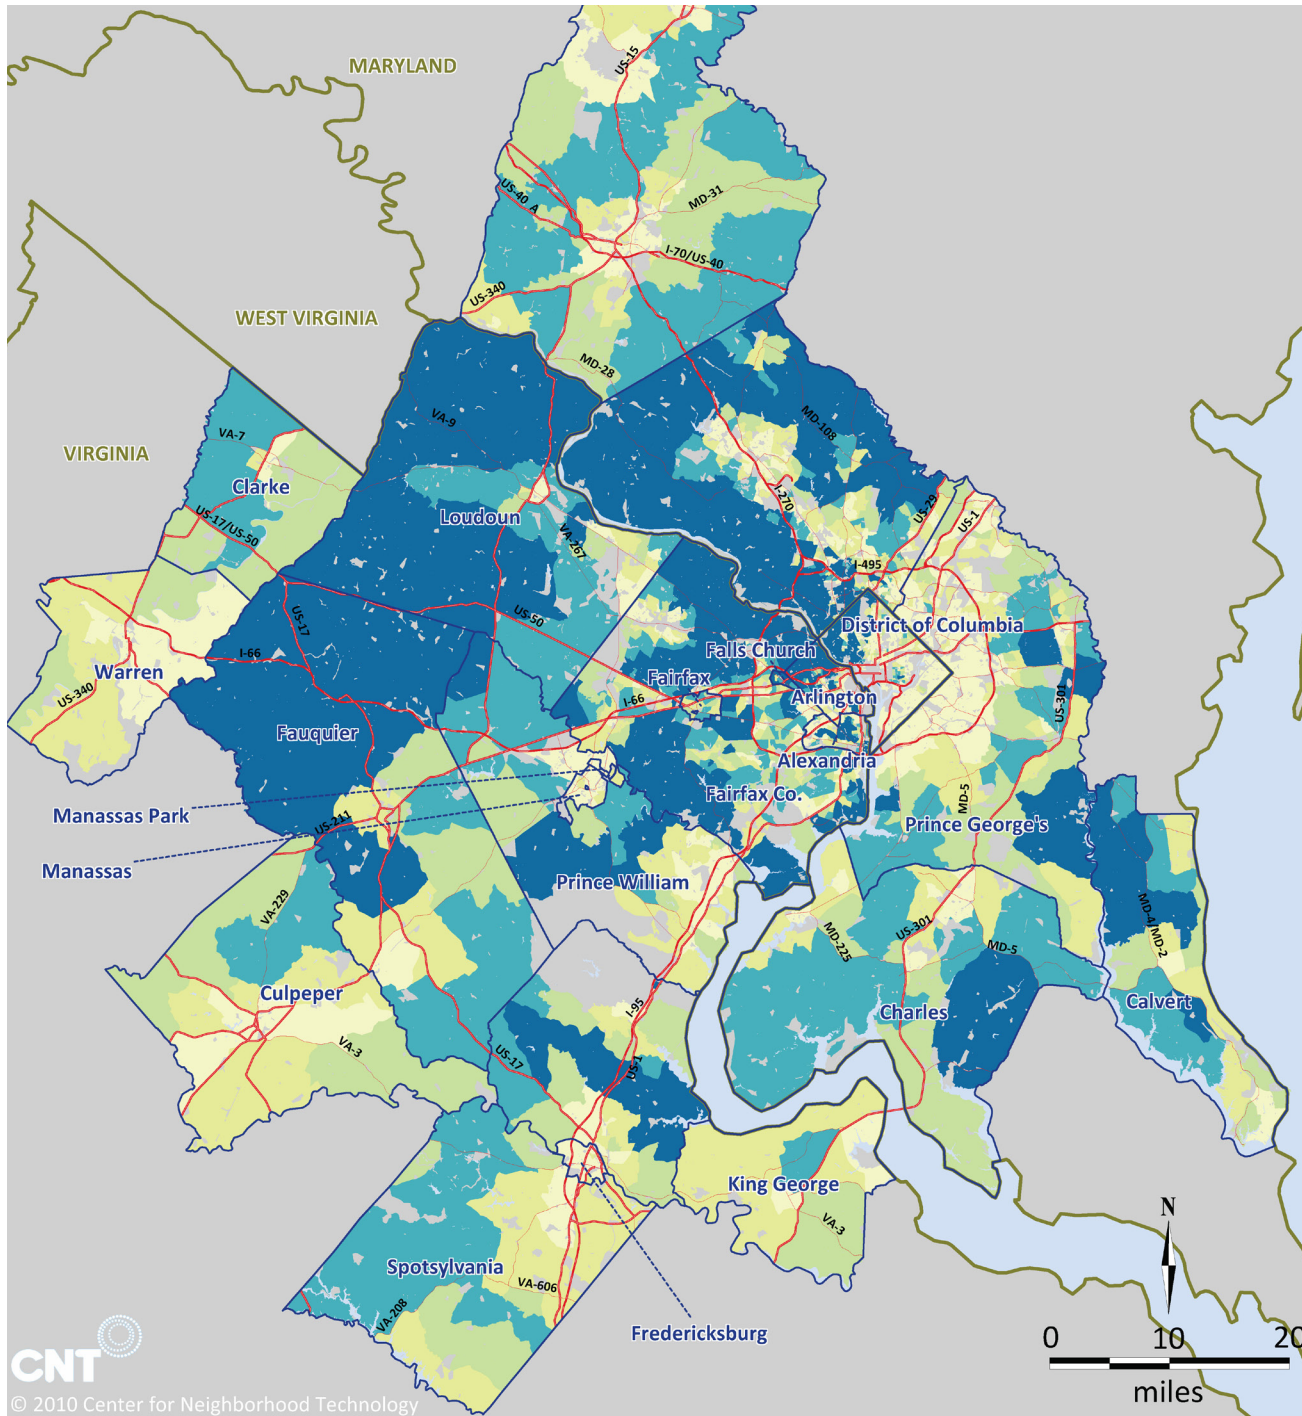 MARYLAND
US-15
US-40 A
MD-31
I-70/US-40
US-340
WEST VIRGINIA
MD-28
VA-9
MD-108
VIRGINIA
VA-7
Clarke
Loudoun
I-270
US-29
US-1
US-17/US-50
VA-267
I-495
US-50
US-17
District of Columbia
I-66
Falls Church
Warren
Fairfax
US-340
I-66
Arlington
US-301
Fauquier
Alexandria
Fairfax Co.
MD-5
Manassas Park
US-211
Prince George's
Manassas
Prince William
VA-229
MD-4/MD-2
US-301
MD-225
MD-5
Culpeper
I-95
Charles
Calvert
VA-3
US-17
US-1
King George
VA-3
Spotsylvania
VA-606
VA-208
Fredericksburg
N
0 10 20
miles
CNT
© 2010 Center for Neighborhood Technology